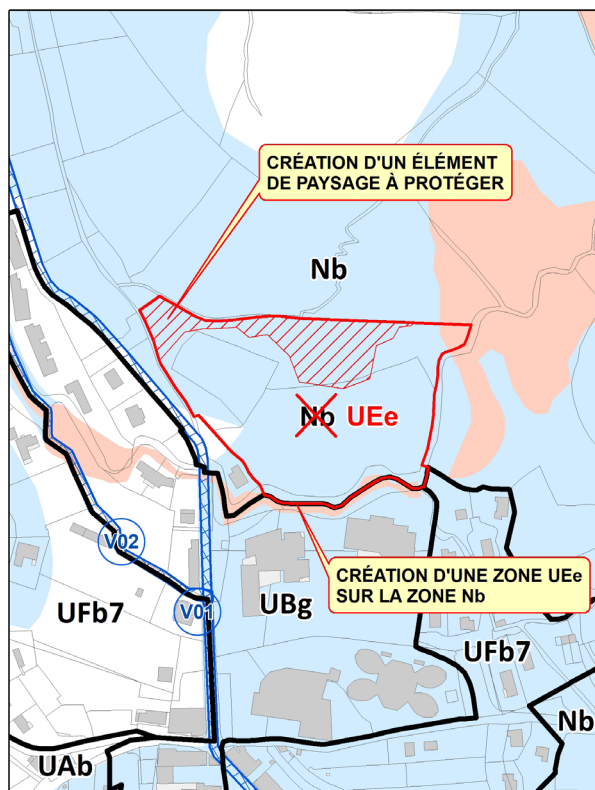 CRÉATION D'UN ÉLÉMENT
DE PAYSAGE À PROTÉGER
Nb
Nb UEe
V02
CRÉATION D'UNE ZONE UEe
SUR LA ZONE Nb
V01
UBg
UFb7
UFb7
Nb
UAb